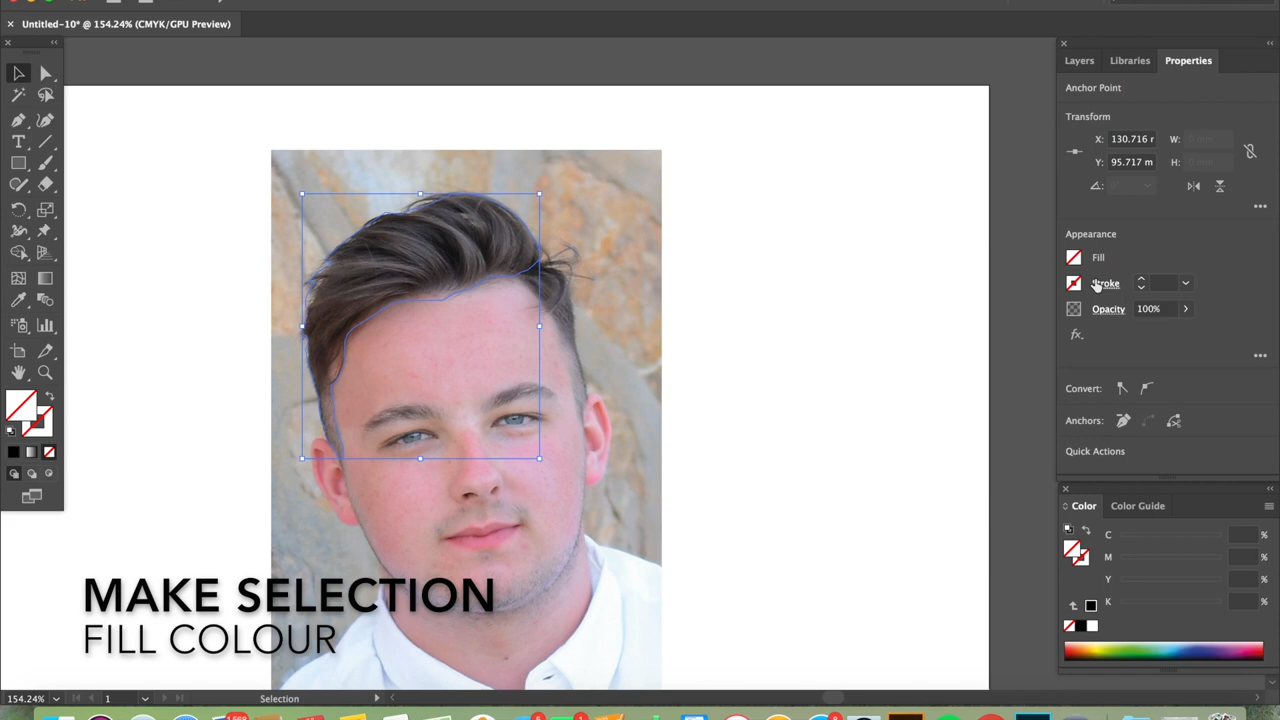 Untitled-10* @ 154.24% (CMYK/GPU Preview)
Layers
Libraries
Properties
Anchor Point
Transform
X:
130.716 r
W:
Y:
95.717 m
H:
Appearance
Fill
Stroke
Opacity
100%
fx.
Convert:
Anchors:
Quick Actions
Color
Color Guide
C
%
M
%
Y
%
K
%
MAKE SELECTION
FILL COLOUR
154.24%
1
Selection